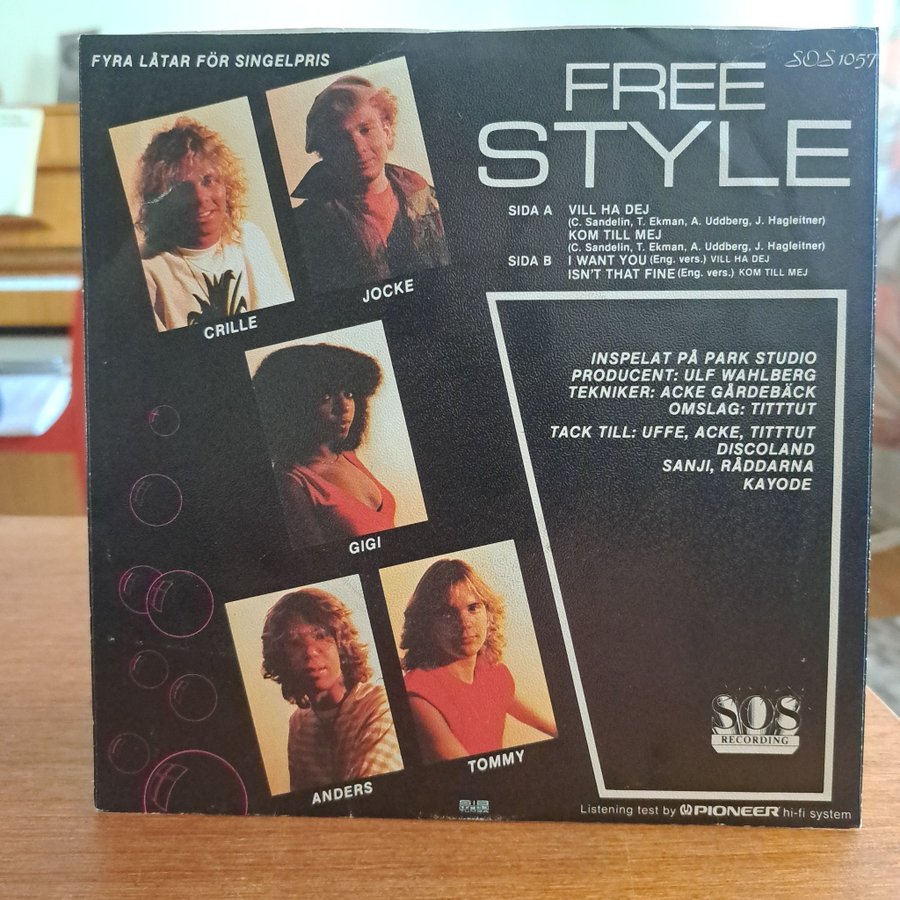 FYRA LÅTAR FÖR SINGELPRIS
SOS 1057
FREE
STYLE
SIDA A VILL HA DEJ
(C. Sandelin, T. Ekman, A. Uddberg, J. Hagleitner)
KOM TILL MEJ
(C. Sandelin, T. Ekman, A. Uddberg, J. Hagleitner)
SIDA B I WANT YOU (Eng. vers.) VILL HA DEJ
ISN'T THAT FINE (Eng. vers.) KOM TILL MEJ
CRILLE
JOCKE
GIGI
ANDERS
TOMMY
INSPELAT PÅ PARK STUDIO
PRODUCENT: ULF WAHLBERG
TEKNIKER: ACKE GÅRDEBÄCK
OMSLAG: TITTTUT
TACK TILL: UFFE, ACKE, TITTTUT
DISCOLAND
SANJI, RÅDDARNA
KAYODE
SOS
RECORDING
Listening test by PIONEER hi-fi system